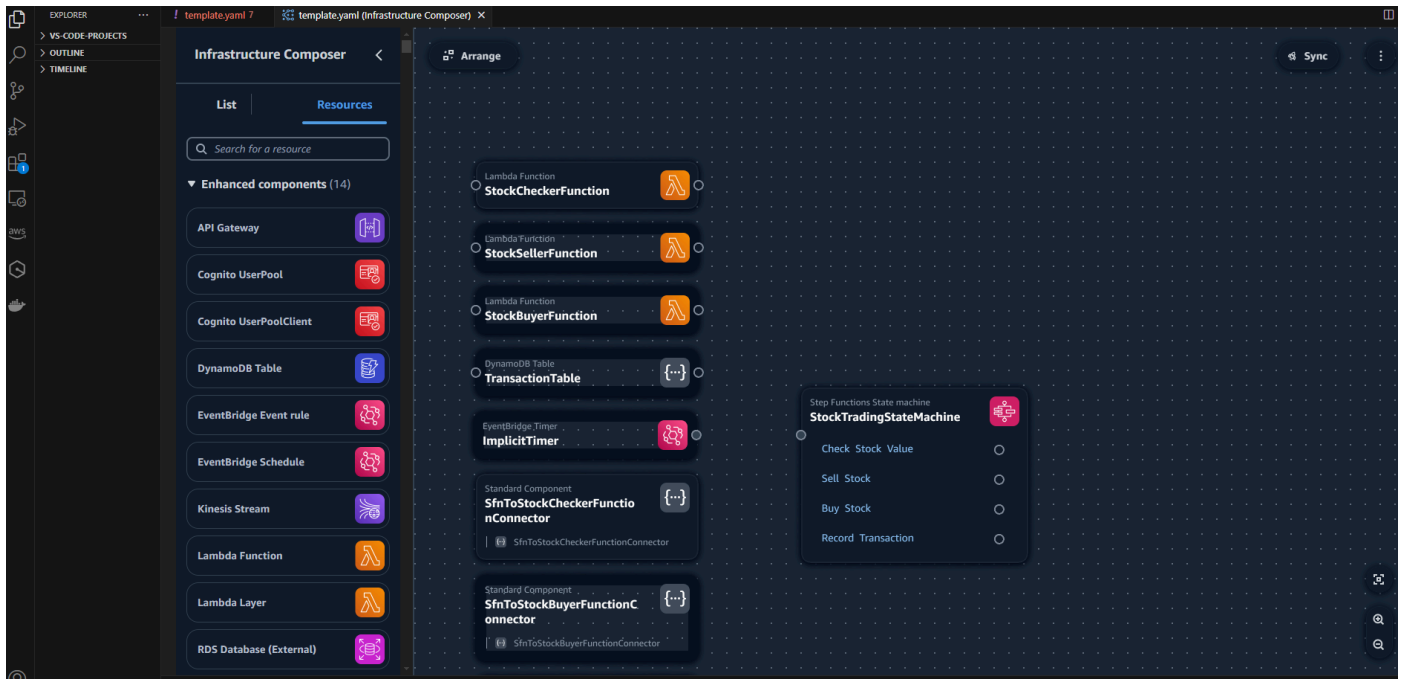 EXPLORER
···
! template.yaml 7
template.yaml (Infrastructure Composer)
VS-CODE-PROJECTS
OUTLINE
TIMELINE
1
aws
Infrastructure Composer
List
Resources
Search for a resource
Enhanced components (14)
API Gateway
Cognito UserPool
Cognito UserPoolClient
DynamoDB Table
EventBridge Event rule
EventBridge Schedule
Kinesis Stream
Lambda Function
Lambda Layer
RDS Database (External)
Arrange
Sync
Lambda Function
StockCheckerFunction
Lambda Function
StockSellerFunction
Lambda Function
StockBuyerFunction
DynamoDB Table
TransactionTable
{···}
EventBridge Timer
ImplicitTimer
Standard Component
SfnToStockCheckerFunctio
nConnector
{···}
SfnToStockCheckerFunctionConnector
Standard Component
SfnToStockBuyerFunctionC
onnector
{···}
SfnToStockBuyerFunctionConnector
Step Functions State machine
StockTradingStateMachine
Check Stock Value
Sell Stock
Buy Stock
Record Transaction